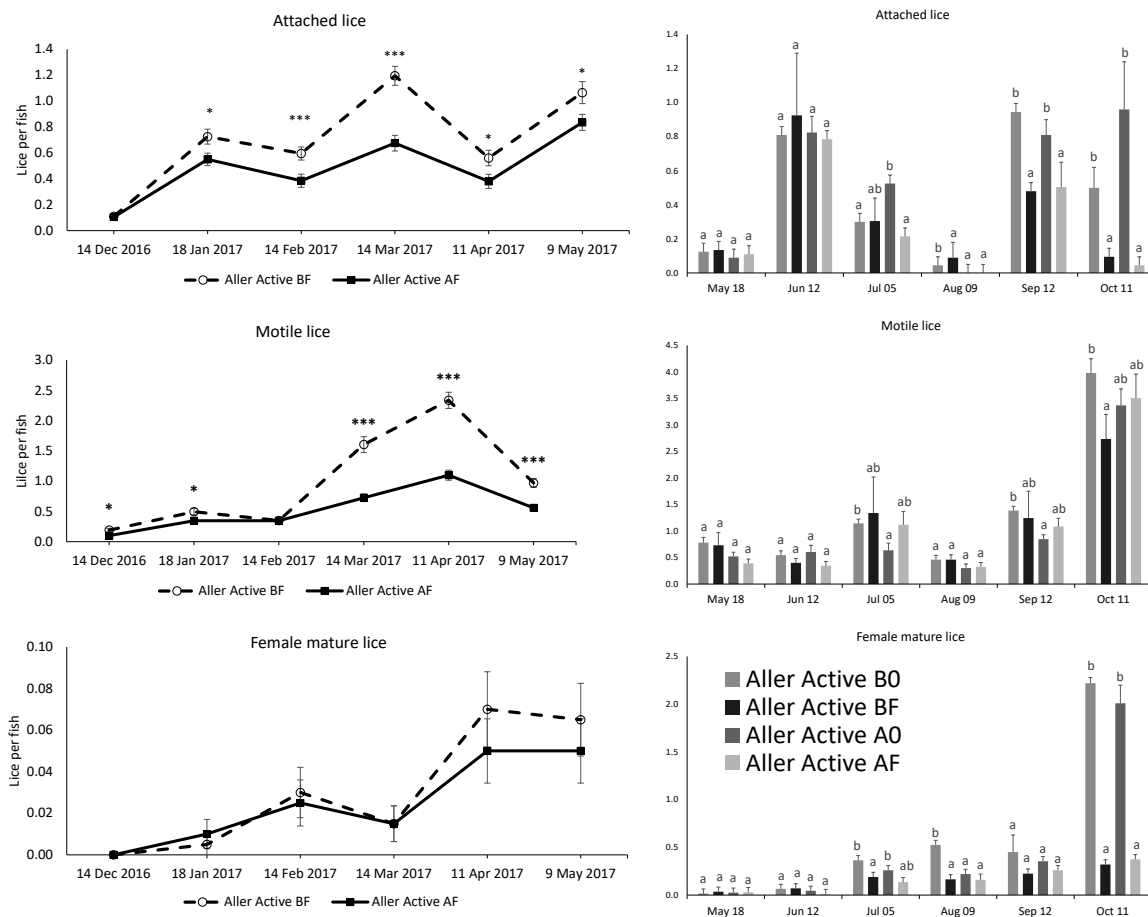 Attached lice
Lice per fish
1.4
1.2
1.0
0.8
0.6
0.4
0.2
0.0
* *** *** * *
14 Dec 2016 18 Jan 2017 14 Feb 2017 14 Mar 2017 11 Apr 2017 9 May 2017
Aller Active BF Aller Active AF
Motile lice
Lilce per fish
3.0
2.5
2.0
1.5
1.0
0.5
0.0
* * *** *** ***
14 Dec 2016 18 Jan 2017 14 Feb 2017 14 Mar 2017 11 Apr 2017 9 May 2017
Aller Active BF Aller Active AF
Female mature lice
Lice per fish
0.10
0.08
0.06
0.04
0.02
0.00
14 Dec 2016 18 Jan 2017 14 Feb 2017 14 Mar 2017 11 Apr 2017 9 May 2017
Aller Active BF Aller Active AF
Attached lice
1.4
1.2
1.0
0.8
0.6
0.4
0.2
0.0
a a a a a a a a a ab b a b a a a b a b a b a b a
May 18 Jun 12 Jul 05 Aug 09 Sep 12 Oct 11
Motile lice
4.5
4.0
3.5
3.0
2.5
2.0
1.5
1.0
0.5
0.0
a a a a a a a a b ab a ab a a a a b ab a ab b a ab ab
May 18 Jun 12 Jul 05 Aug 09 Sep 12 Oct 11
Female mature lice
2.5
2.0
1.5
1.0
0.5
0.0
Aller Active B0
Aller Active BF
Aller Active A0
Aller Active AF
a a a a a a a a b a b ab b a a a a a a a b a b a
May 18 Jun 12 Jul 05 Aug 09 Sep 12 Oct 11